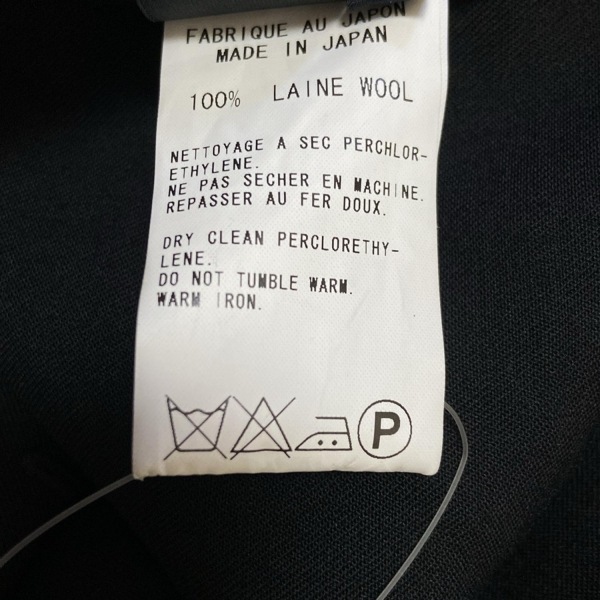 FABRIQUE AU JAPON
MADE IN JAPAN
100% LAINE WOOL
NETTOYAGE A SEC PERCHLOR-
ETHYLENE.
NE PAS SECHER EN MACHINE.
REPASSER AU FER DOUX.
DRY CLEAN PERCLORETHY-
LENE.
DO NOT TUMBLE WARM.
WARM IRON.
P